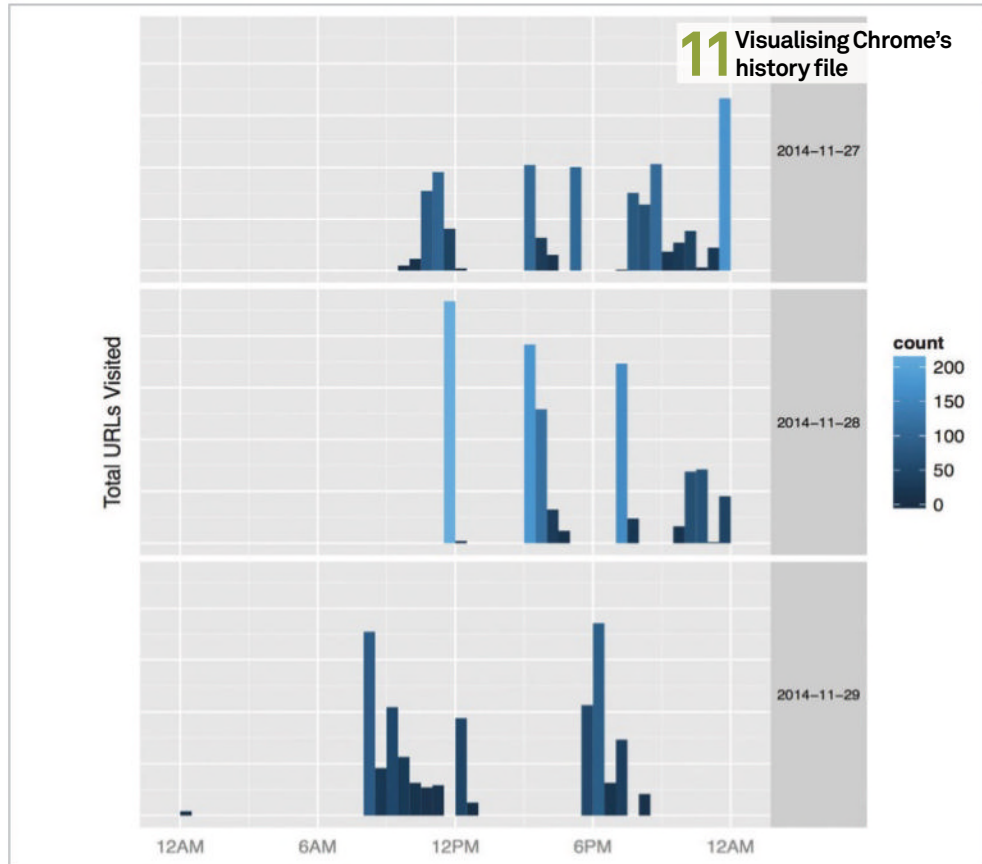 11 Visualising Chrome's
history file
2014-11-27
Total URLs Visited
2014-11-28
count
200
150
100
50
0
2014-11-29
12AM 6AM 12PM 6PM 12AM